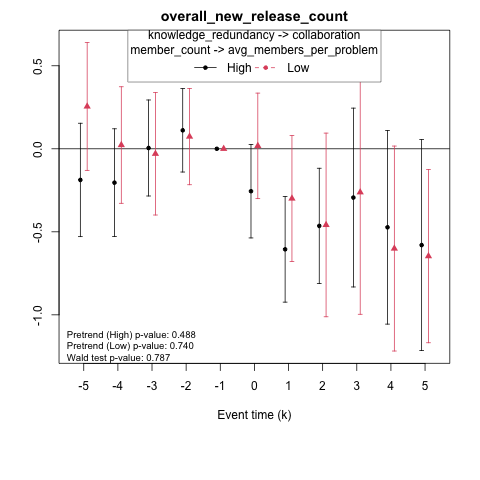 overall_new_release_count
knowledge_redundancy -> collaboration
member_count -> avg_members_per_problem
High Low
0.5
0.0
-0.5
-1.0
Pretrend (High) p-value: 0.488
Pretrend (Low) p-value: 0.740
Wald test p-value: 0.787
-5 -4 -3 -2 -1 0 1 2 3 4 5
Event time (k)